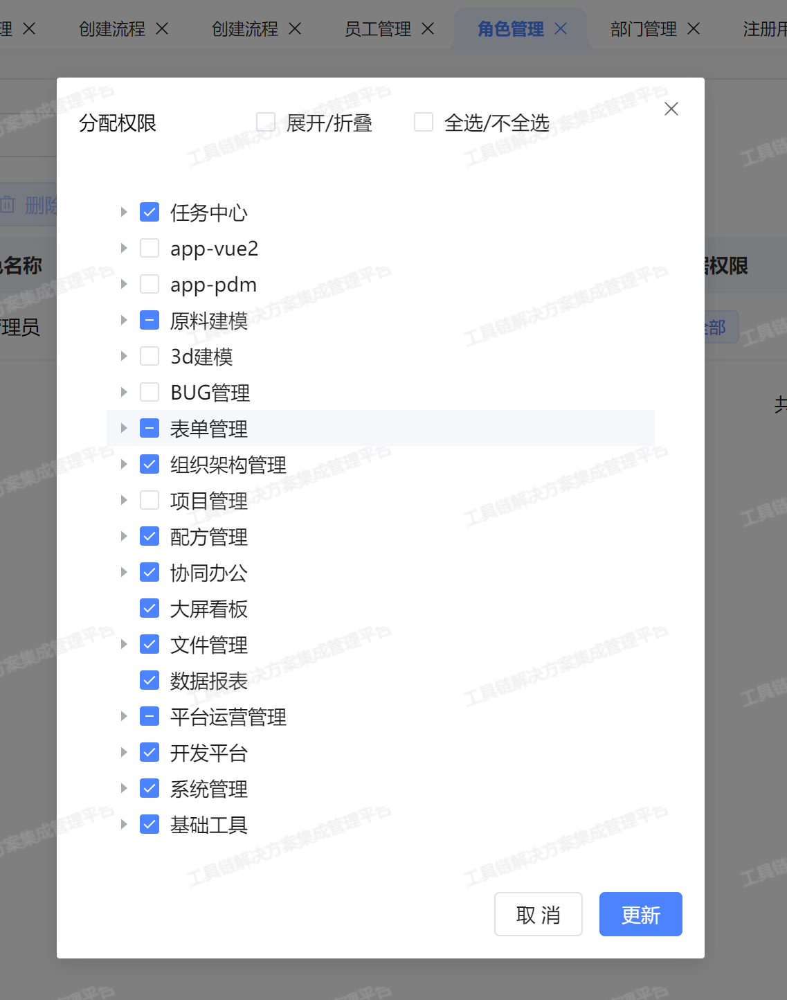 理 创建流程 创建流程 员工管理 角色管理 部门管理 注册用
分配权限 展开/折叠 全选/不全选
删除
任务中心
app-vue2
色名称 据权限
app-pdm
管理员 原料建模 全部
3d建模
BUG管理
共
表单管理
组织架构管理
项目管理
配方管理
协同办公
大屏看板
文件管理
数据报表
平台运营管理
开发平台
系统管理
基础工具
取消 更新
工具链解决方案集成管理平台